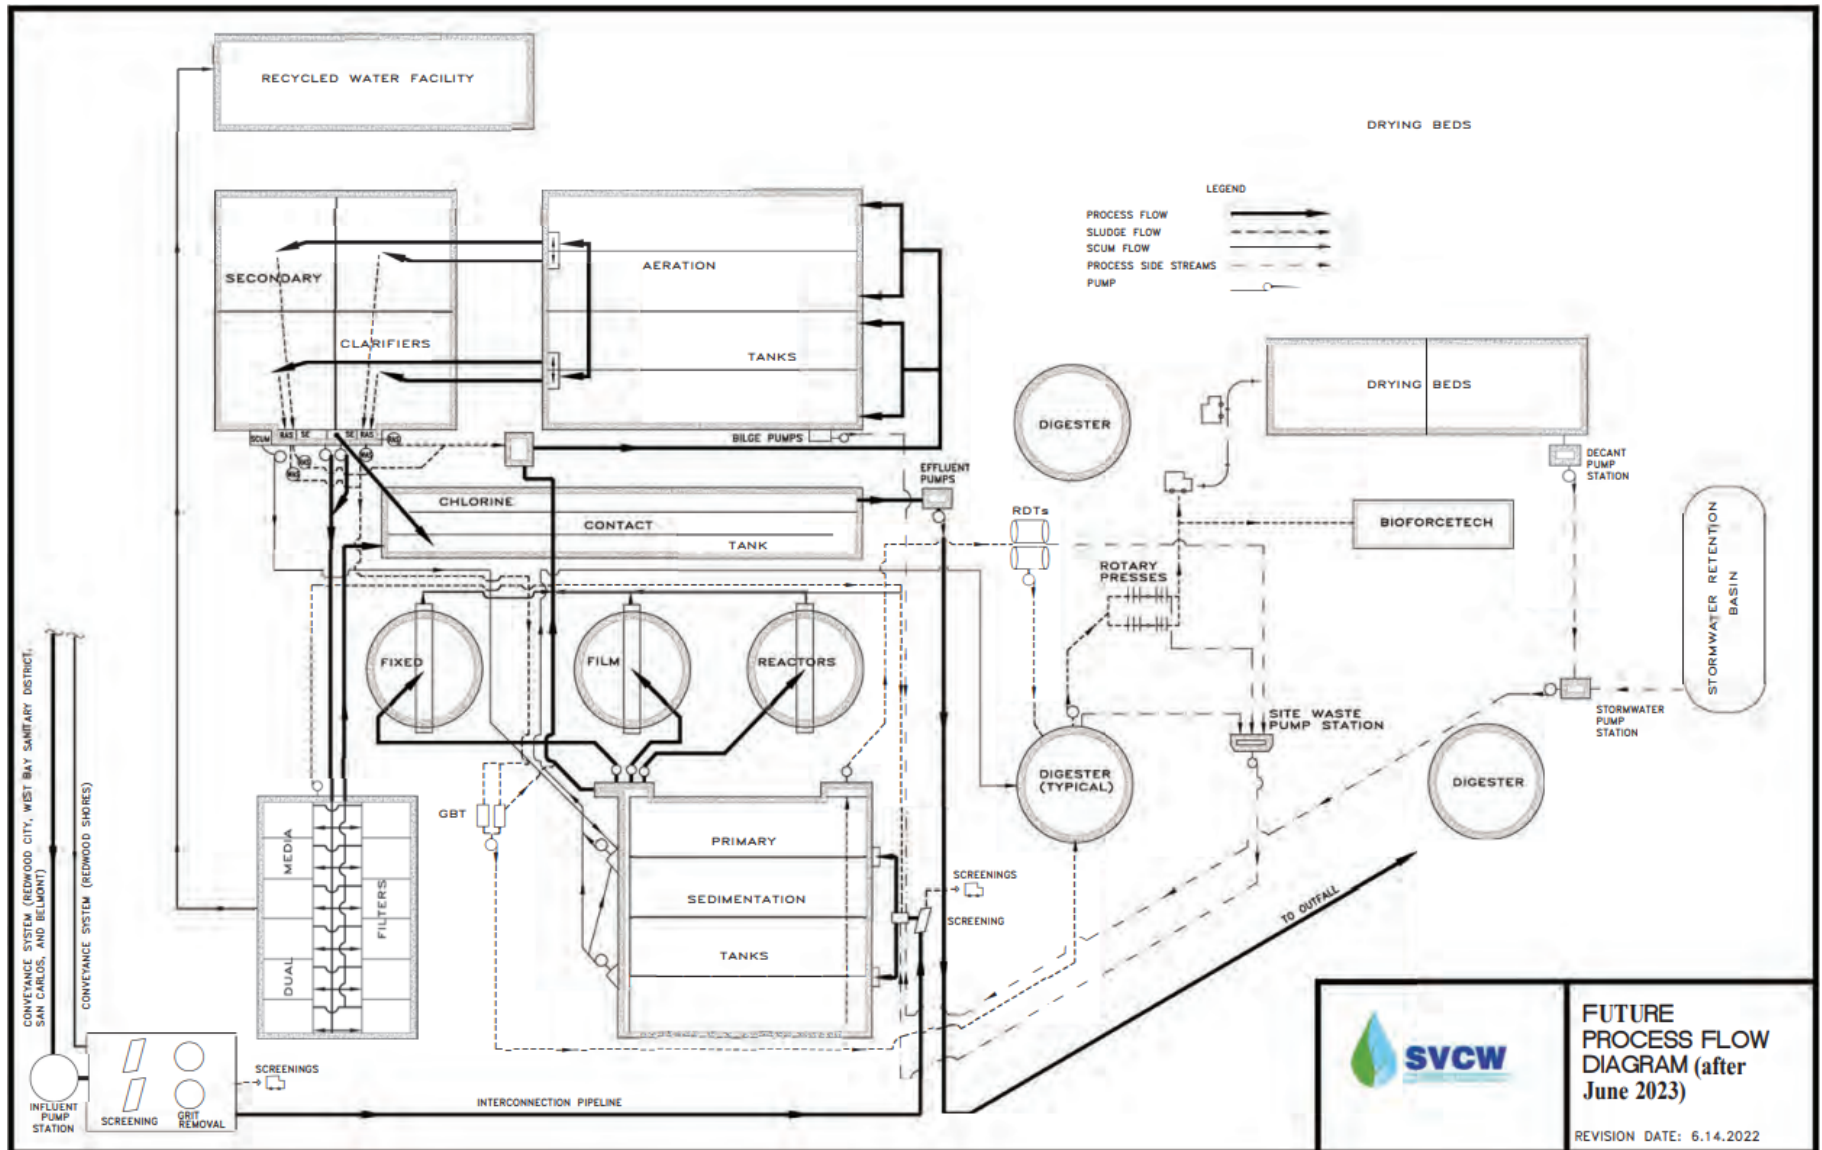 RECYCLED WATER FACILITY
DRYING BEDS
LEGEND
PROCESS FLOW
SLUDGE FLOW
SCUM FLOW
PROCESS SIDE STREAMS
PUMP
SECONDARY
CLARIFIERS
AERATION
TANKS
SCUM
RAS
SE
SE
RAS
WAS
WAS
BILGE PUMPS
EFFLUENT
PUMPS
CHLORINE
CONTACT
TANK
DIGESTER
DRYING BEDS
DECANT
PUMP
STATION
RDTs
BIOFORCETECH
ROTARY
PRESSES
STORMWATER RETENTION
BASIN
FIXED
FILM
REACTORS
STORMWATER
PUMP
STATION
SITE WASTE
PUMP STATION
DIGESTER
(TYPICAL)
DIGESTER
GBT
PRIMARY
SEDIMENTATION
TANKS
SCREENINGS
SCREENING
TO OUTFALL
MEDIA
DUAL
FILTERS
CONVEYANCE SYSTEM (REDWOOD CITY, WEST BAY SANITARY DISTRICT,
SAN CARLOS, AND BELMONT)
CONVEYANCE SYSTEM (REDWOOD SHORES)
INFLUENT
PUMP
STATION
SCREENING
GRIT
REMOVAL
SCREENINGS
INTERCONNECTION PIPELINE
SVCW
FUTURE
PROCESS FLOW
DIAGRAM (after
June 2023)
REVISION DATE: 6.14.2022